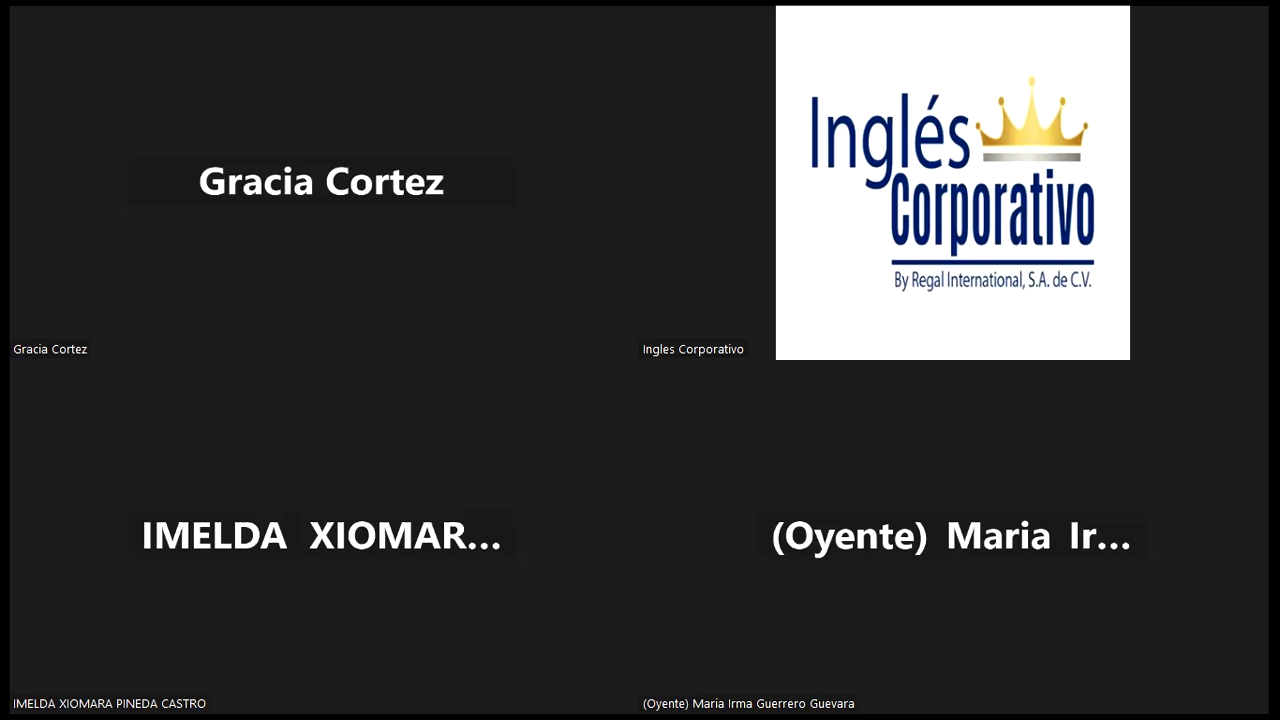 Gracia Cortez
Gracia Cortez
Inglés
Corporativo
By Regal International, S.A. de C.V.
Ingles Corporativo
IMELDA XIOMAR...
IMELDA XIOMARA PINEDA CASTRO
(Oyente) Maria Ir...
(Oyente) Maria Irma Guerrero Guevara